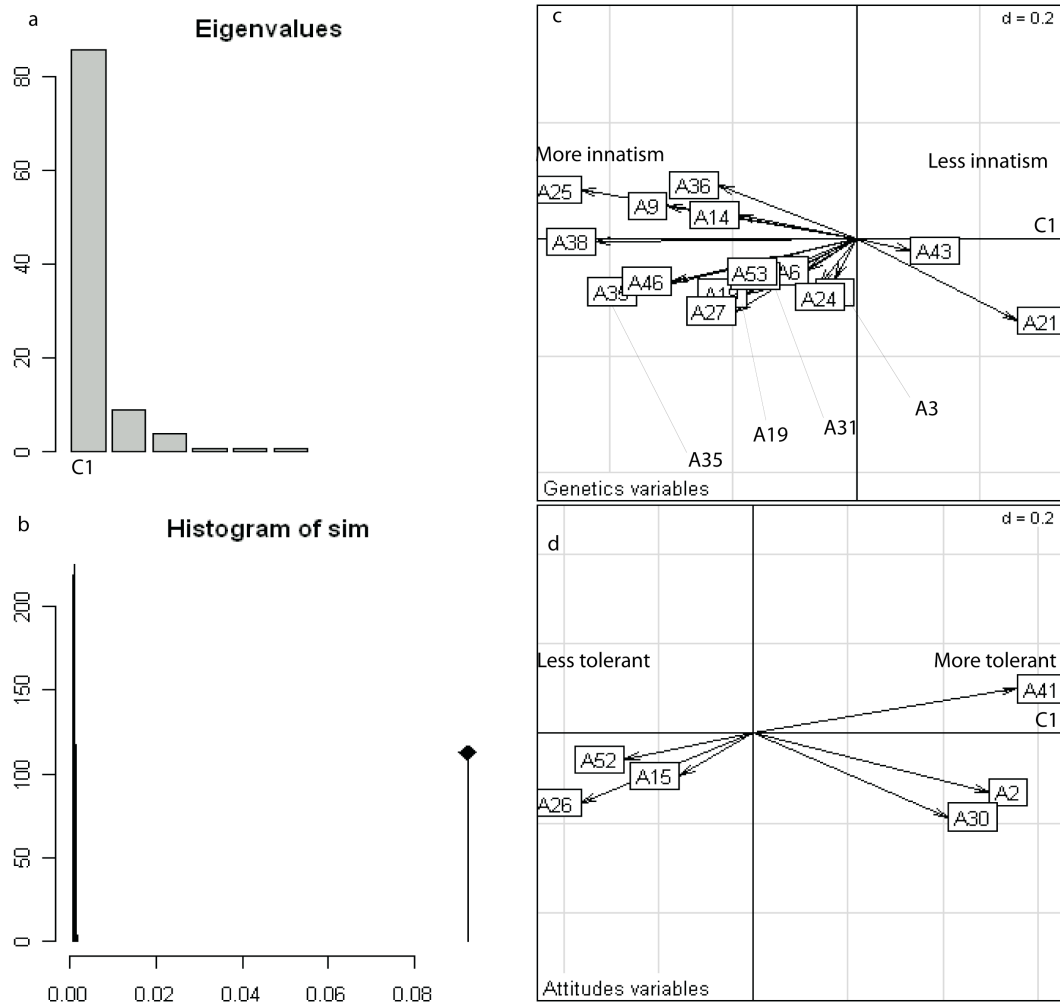 a
Eigenvalues
80
60
40
20
0
C1
b
Histogram of sim
200
150
100
50
0
0.00 0.02 0.04 0.06 0.08
c
d = 0.2
More innatism
Less innatism
A25
A36
A9
A14
C1
A38
A43
A53
A6
A46
A35
A19
A24
A27
A21
A3
A31
A19
A35
Genetics variables
d = 0.2
d
Less tolerant
More tolerant
A41
C1
A52
A15
A26
A2
A30
Attitudes variables